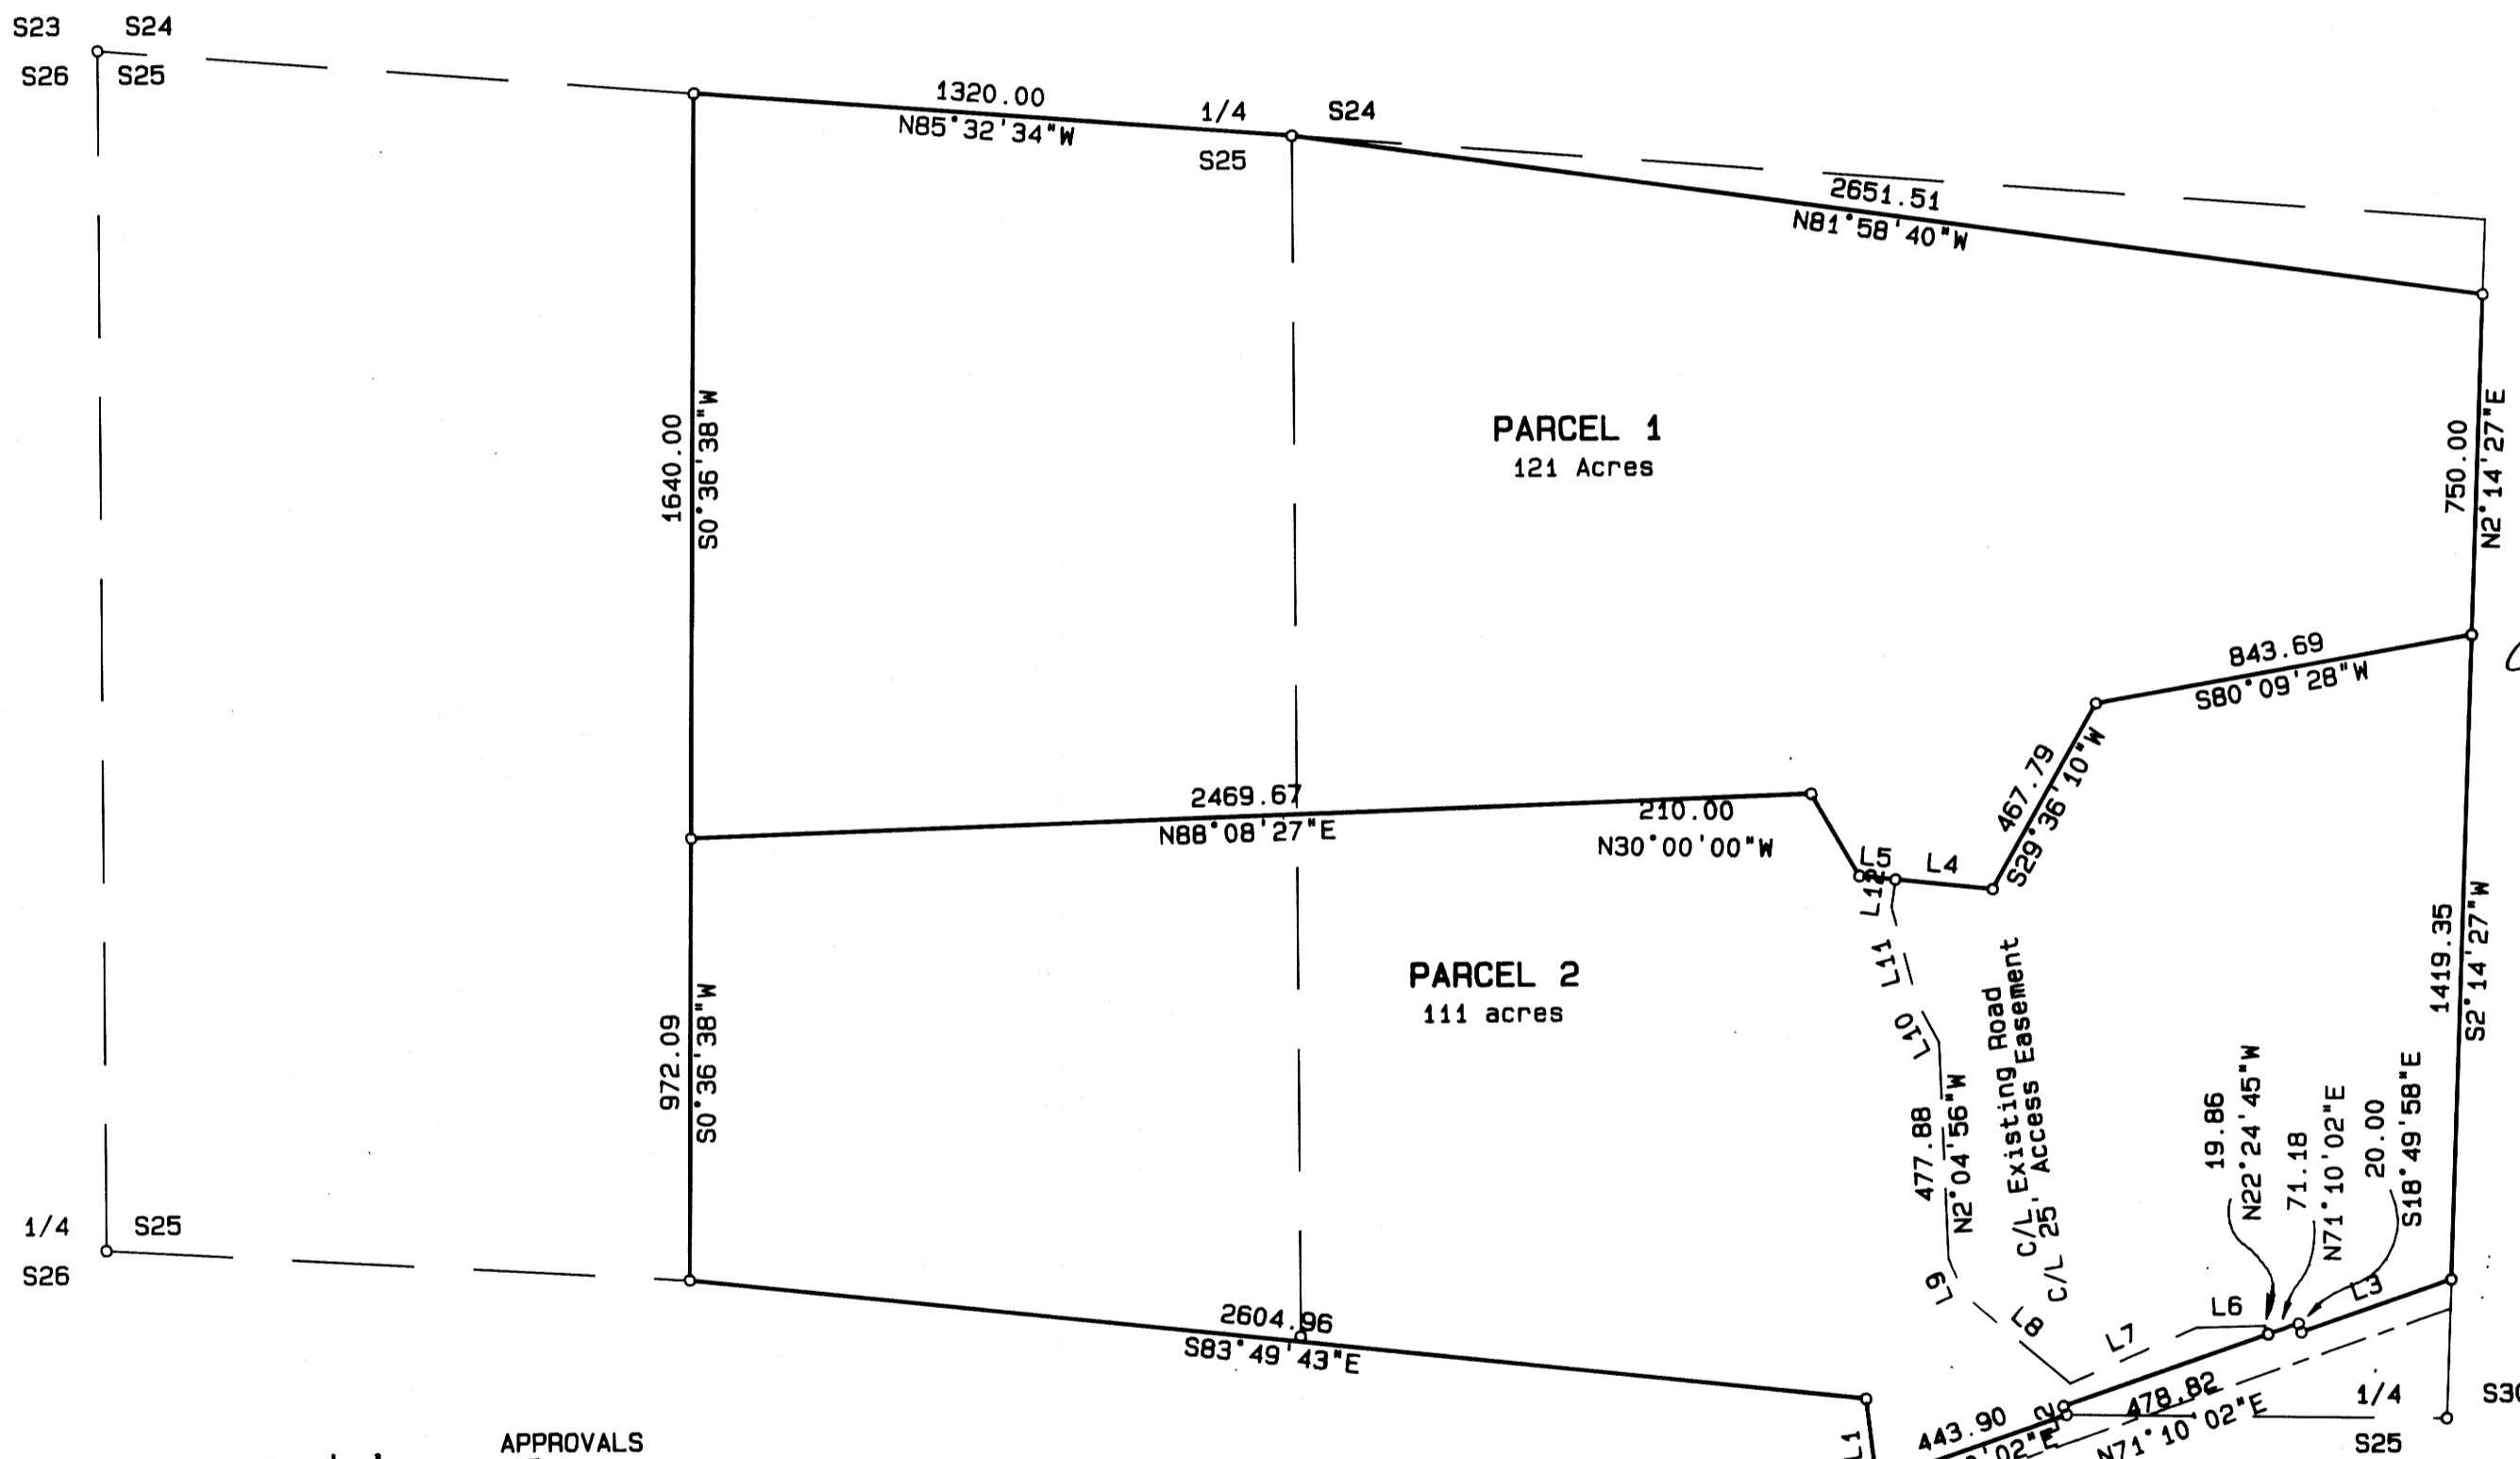 S23 S24
S26 S25
1320.00
N85°32'34"W
1/4 S24
S25
2651.51
N81°58'40"W
1640.00
S0°36'38"W
PARCEL 1
121 Acres
750.00
N2°14'27"E
843.69
S80°09'28"W
467.79
S29°36'10"W
2469.67
N88°08'27"E
210.00
N30°00'00"W
L5 L4
L12
L11
L10
PARCEL 2
111 acres
972.09
S0°36'38"W
1419.35
S2°14'27"W
477.88
N2°04'56"W
C/L Existing Road
C/L 25' Access Easement
19.86
N22°24'45"W
71.18
N71°10'02"E
20.00
S18°49'58"E
1/4 S25
S26
L9
L8
L7
L6
L3
2604.96
S83°49'43"E
443.90
02"E
478.82
N71°10'02"E
1/4
S25
L1
APPROVALS